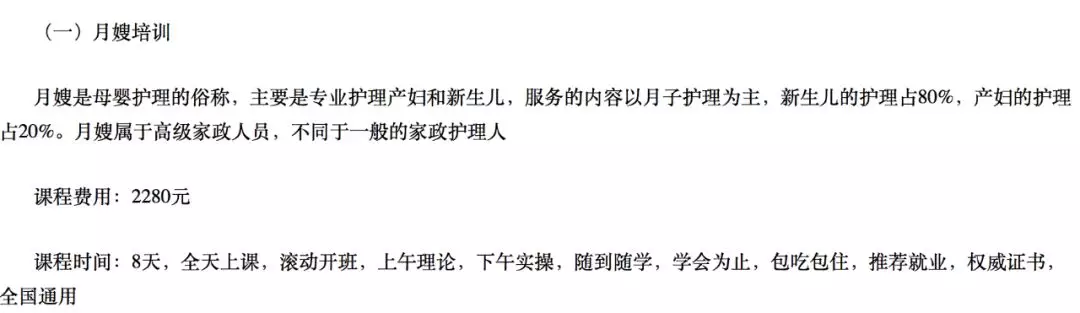 （一）月嫂培训
月嫂是母婴护理的俗称，主要是专业护理产妇和新生儿，服务的内容以月子护理为主，新生儿的护理占80%，产妇的护理
占20%。月嫂属于高级家政人员，不同于一般的家政护理人
课程费用：2280元
课程时间：8天，全天上课，滚动开班，上午理论，下午实操，随到随学，学会为止，包吃包住，推荐就业，权威证书，
全国通用